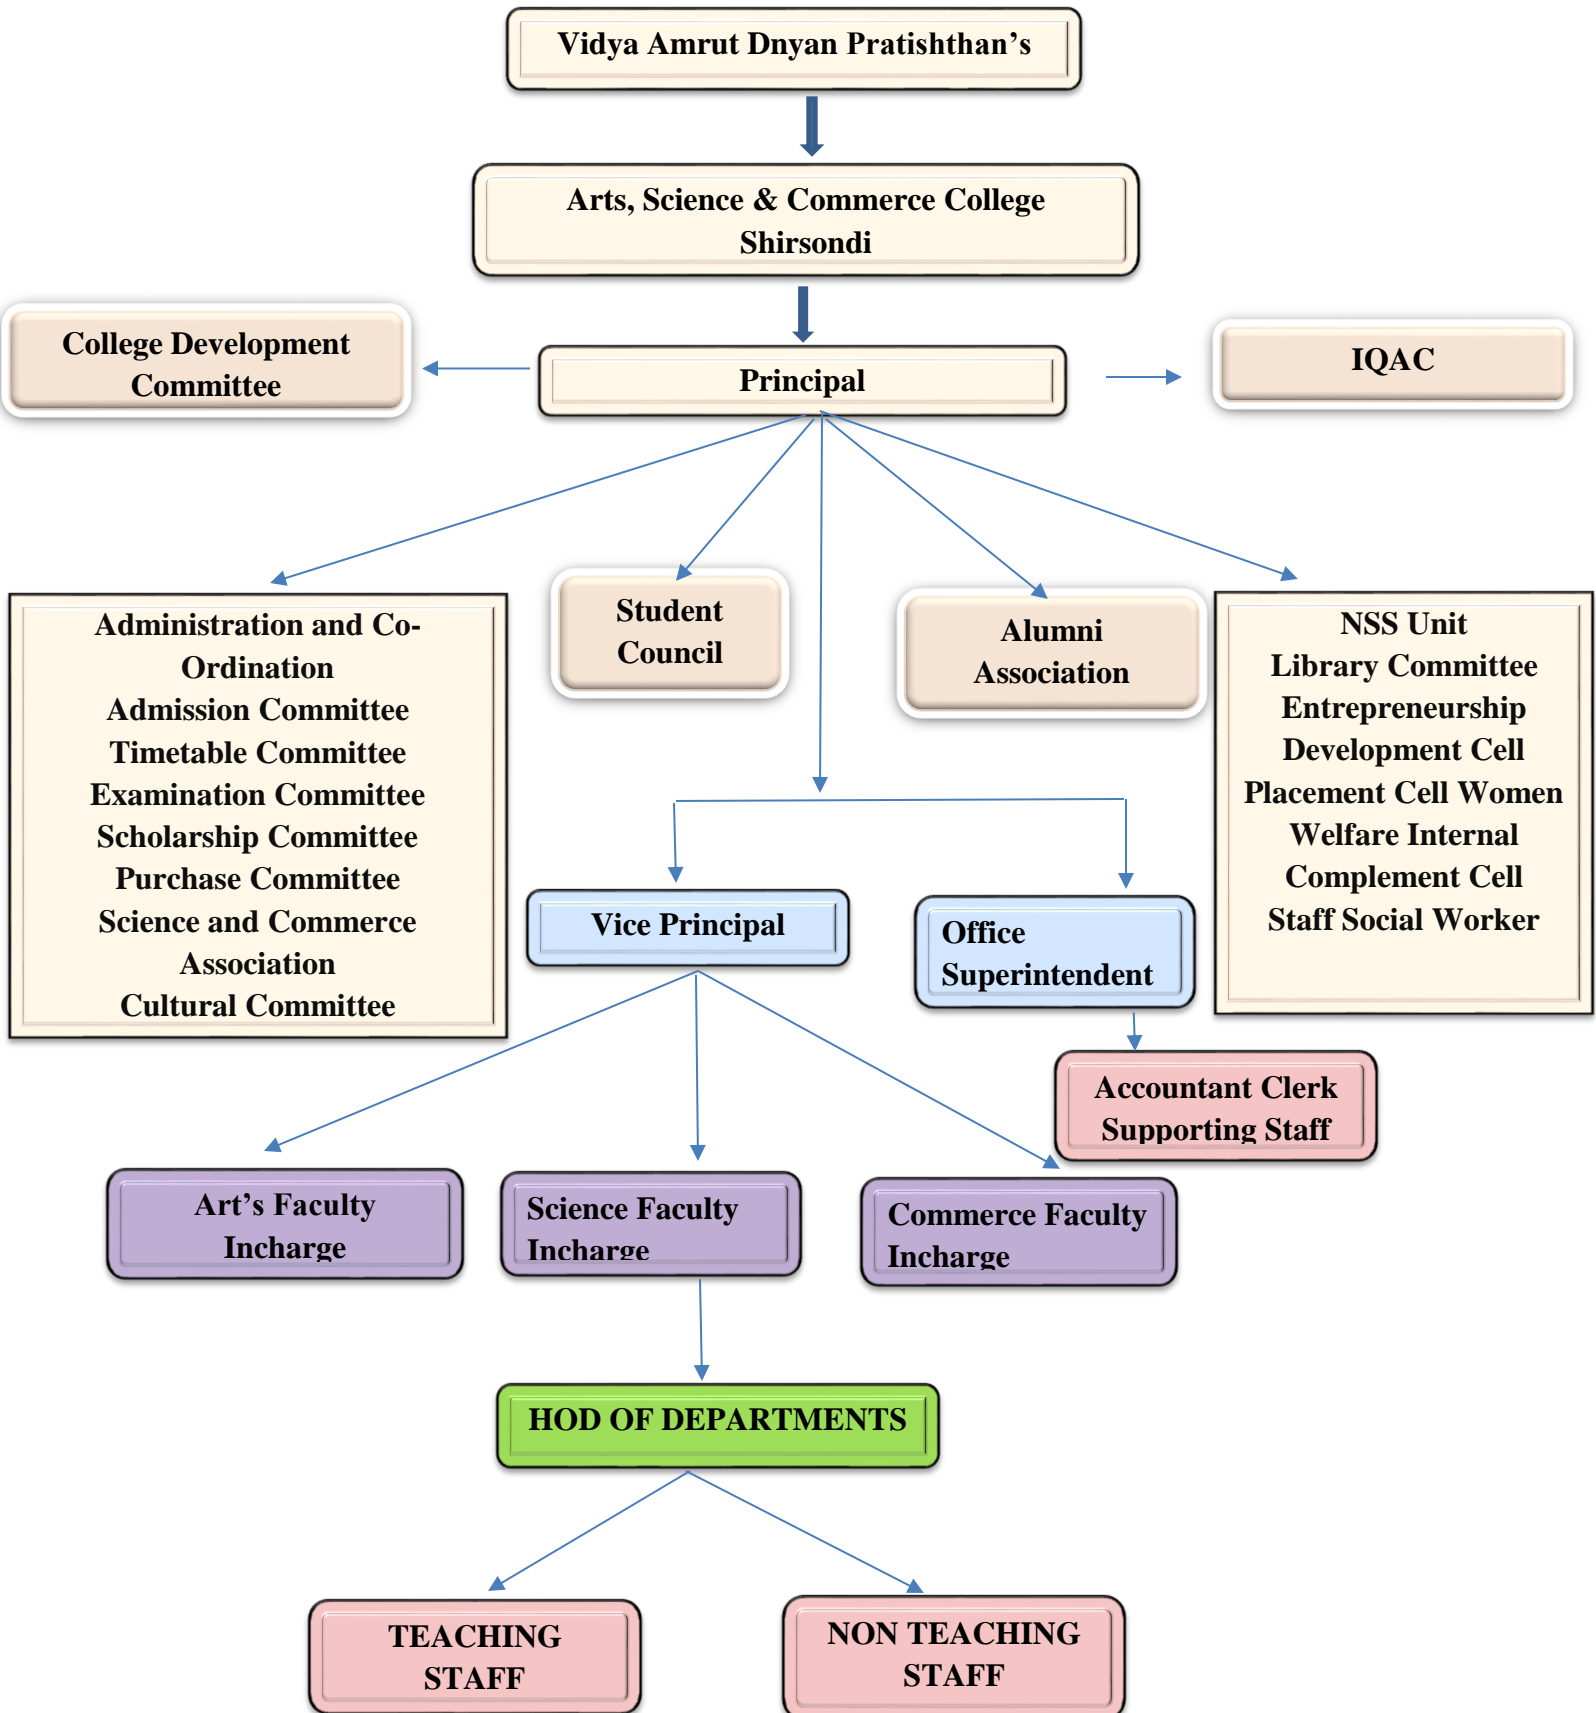 Vidya Amrut Dnyan Pratishthan’s
Arts, Science & Commerce College
Shirsondi
College Development
Committee
Principal
IQAC
Administration and Co-
Ordination
Admission Committee
Timetable Committee
Examination Committee
Scholarship Committee
Purchase Committee
Science and Commerce
Association
Cultural Committee
Student
Council
Alumni
Association
NSS Unit
Library Committee
Entrepreneurship
Development Cell
Placement Cell Women
Welfare Internal
Complement Cell
Staff Social Worker
Vice Principal
Office
Superintendent
Accountant Clerk
Supporting Staff
Art’s Faculty
Incharge
Science Faculty
Incharge
Commerce Faculty
Incharge
HOD OF DEPARTMENTS
TEACHING
STAFF
NON TEACHING
STAFF